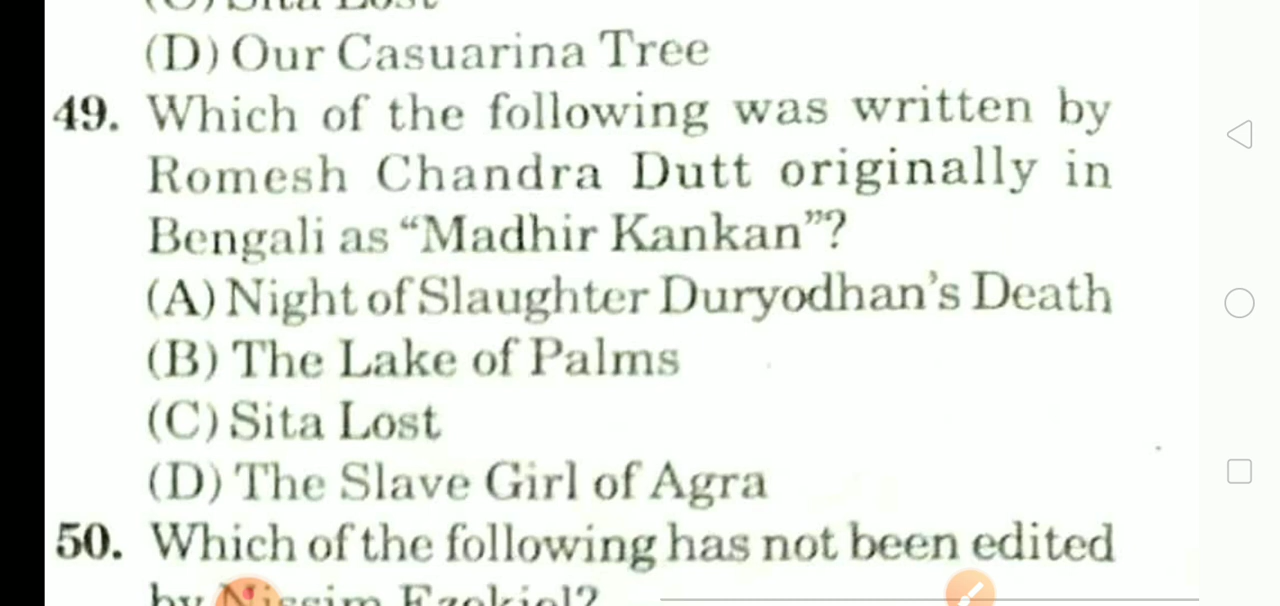 (D) Our Casuarina Tree
49. Which of the following was written by
Romesh Chandra Dutt originally in
Bengali as “Madhir Kankan”?
(A) Night of Slaughter Duryodhan’s Death
(B) The Lake of Palms
(C) Sita Lost
(D) The Slave Girl of Agra
50. Which of the following has not been edited